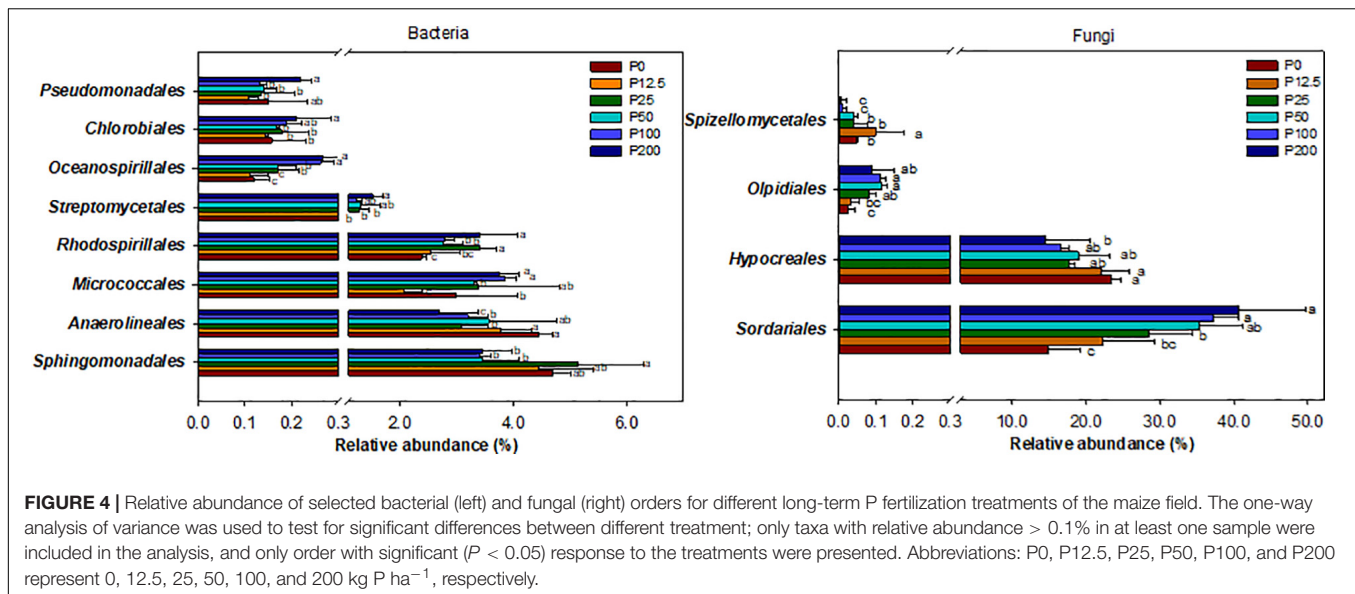 Bacteria
P0
P12.5
P25
P50
P100
P200
Pseudomonadales
Chlorobiales
Oceanospirillales
Streptomycetales
Rhodospirillales
Micrococcales
Anaerolineales
Sphingomonadales
0.0 0.1 0.2 0.3 2.0 4.0 6.0
Relative abundance (%)
Fungi
P0
P12.5
P25
P50
P100
P200
Spizellomycetales
Olpidiales
Hypocreales
Sordariales
0.0 0.1 0.2 0.3 10.0 20.0 30.0 40.0 50.0
Relative abundance (%)
FIGURE 4 | Relative abundance of selected bacterial (left) and fungal (right) orders for different long-term P fertilization treatments of the maize field. The one-way
analysis of variance was used to test for significant differences between different treatment; only taxa with relative abundance > 0.1% in at least one sample were
included in the analysis, and only order with significant (P < 0.05) response to the treatments were presented. Abbreviations: P0, P12.5, P25, P50, P100, and P200
represent 0, 12.5, 25, 50, 100, and 200 kg P ha−1, respectively.